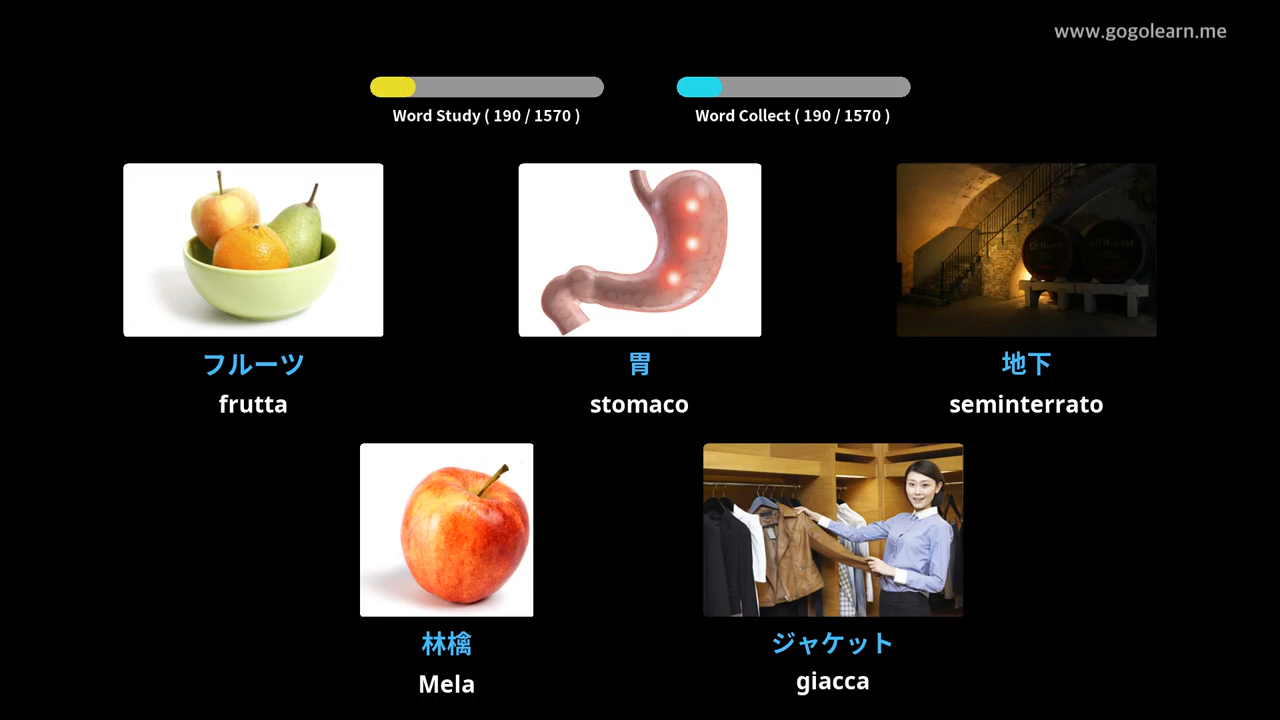 www.gogolearn.me
Word Study ( 190 / 1570 )
Word Collect ( 190 / 1570 )
フルーツ
胃
地下
frutta
stomaco
seminterrato
林檎
ジャケット
Mela
giacca